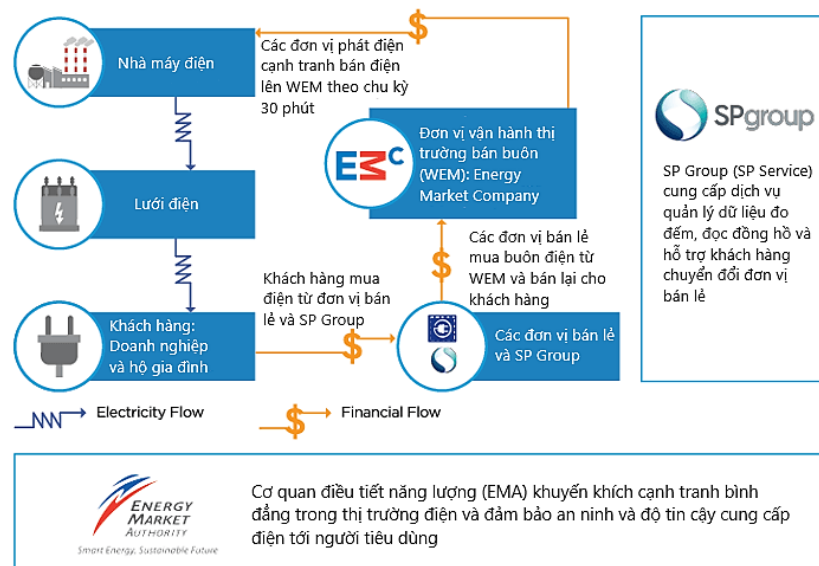 Nhà máy điện
Các đơn vị phát điện
cạnh tranh bán điện
lên WEM theo chu kỳ
30 phút
$
Lưới điện
EMC
Đơn vị vận hành thị
trường bán buôn
(WEM): Energy
Market Company
Khách hàng mua
điện từ đơn vị bán
lẻ và SP Group
$
Các đơn vị bán lẻ
mua buôn điện từ
WEM và bán lại cho
khách hàng
Khách hàng:
Doanh nghiệp
và hộ gia đình
$
Các đơn vị bán lẻ
và SP Group
Electricity Flow
$
Financial Flow
SPgroup
SP Group (SP Service)
cung cấp dịch vụ
quản lý dữ liệu đo
đếm, đọc đồng hồ và
hỗ trợ khách hàng
chuyển đổi đơn vị
bán lẻ
ENERGY
MARKET
AUTHORITY
Smart Energy, Sustainable Future
Cơ quan điều tiết năng lượng (EMA) khuyến khích cạnh tranh bình
đẳng trong thị trường điện và đảm bảo an ninh và độ tin cậy cung cấp
điện tới người tiêu dùng